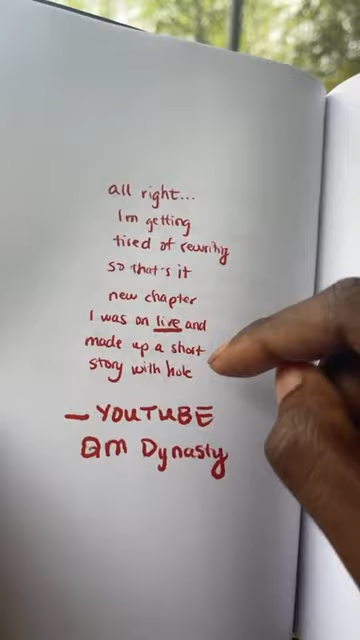 all right...
I'm getting
tired of rewriting
so that's it
new chapter
I was on live and
made up a short
story with hole
— YOUTUBE
QM Dynasty